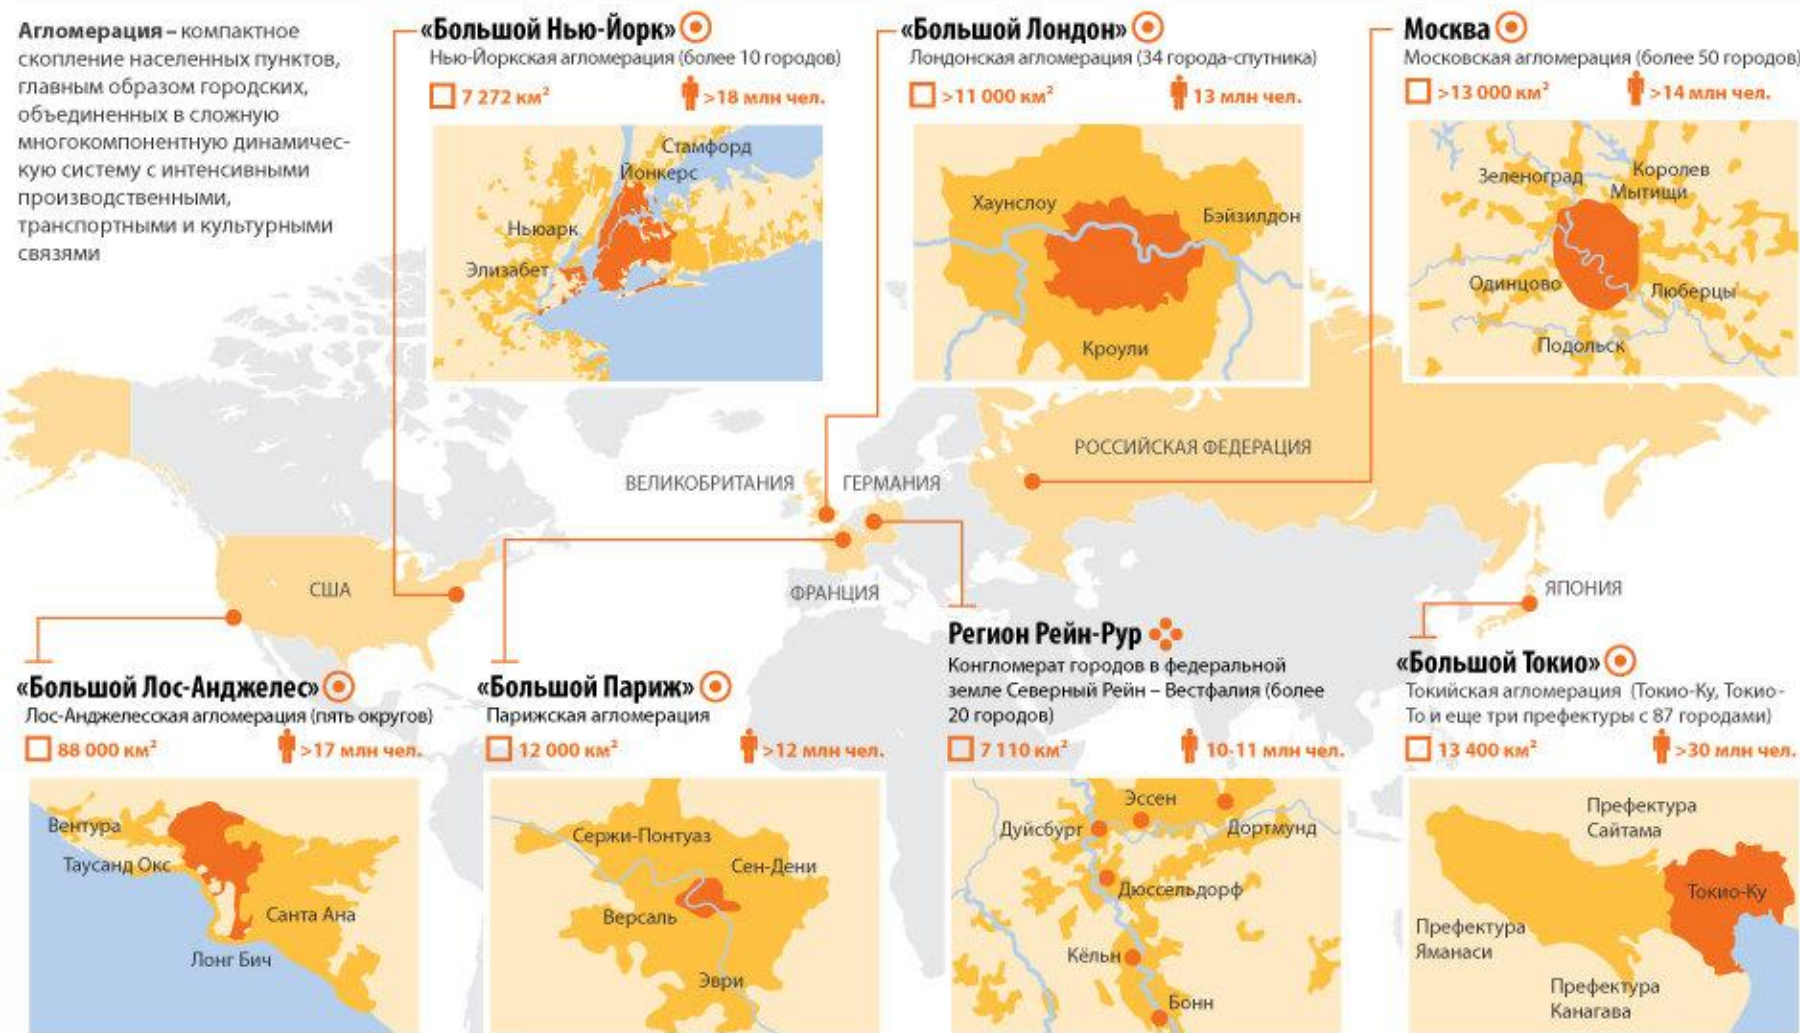 Агломерация – компактное
скопление населенных пунктов,
главным образом городских,
объединенных в сложную
многокомпонентную динамичес-
кую систему с интенсивными
производственными,
транспортными и культурными
связями
«Большой Нью-Йорк»
Нью-Йоркская агломерация (более 10 городов)
7 272 км²
>18 млн чел.
Стамфорд
Йонкерс
Ньюарк
Элизабет
«Большой Лондон»
Лондонская агломерация (34 города-спутника)
>11 000 км²
13 млн чел.
Хаунслоу
Бэйзилдон
Кроули
Москва
Московская агломерация (более 50 городов)
>13 000 км²
>14 млн чел.
Зеленоград
Королев
Мытищи
Одинцово
Люберцы
Подольск
РОССИЙСКАЯ ФЕДЕРАЦИЯ
ВЕЛИКОБРИТАНИЯ
ГЕРМАНИЯ
США
ФРАНЦИЯ
ЯПОНИЯ
«Большой Лос-Анджелес»
Лос-Анджелесская агломерация (пять округов)
88 000 км²
>17 млн чел.
Вентура
Таусанд Окс
Санта Ана
Лонг Бич
«Большой Париж»
Парижская агломерация
12 000 км²
>12 млн чел.
Сержи-Понтуаз
Сен-Дени
Версаль
Эври
Регион Рейн-Рур
Конгломерат городов в федеральной
земле Северный Рейн – Вестфалия (более
20 городов)
7 110 км²
10-11 млн чел.
Эссен
Дуйсбург
Дортмунд
Дюссельдорф
Кёльн
Бонн
«Большой Токио»
Токийская агломерация (Токио-Ку, Токио-
То и еще три префектуры с 87 городами)
13 400 км²
>30 млн чел.
Префектура
Сайтама
Токио-Ку
Префектура
Яманаси
Префектура
Канагава